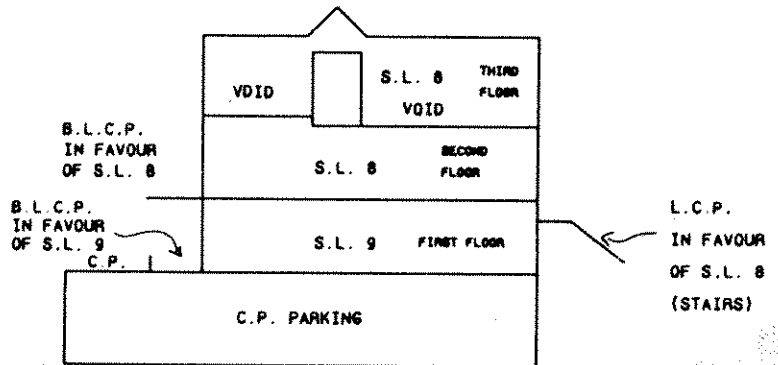 S.L. 8
THIRD
FLOOR
VOID
VOID
B.L.C.P.
IN FAVOUR
OF S.L. 8
S.L. 8
SECOND
FLOOR
B.L.C.P.
IN FAVOUR
OF S.L. 9
C.P.
S.L. 9
FIRST FLOOR
L.C.P.
IN FAVOUR
OF S.L. 8
(STAIRS)
C.P. PARKING